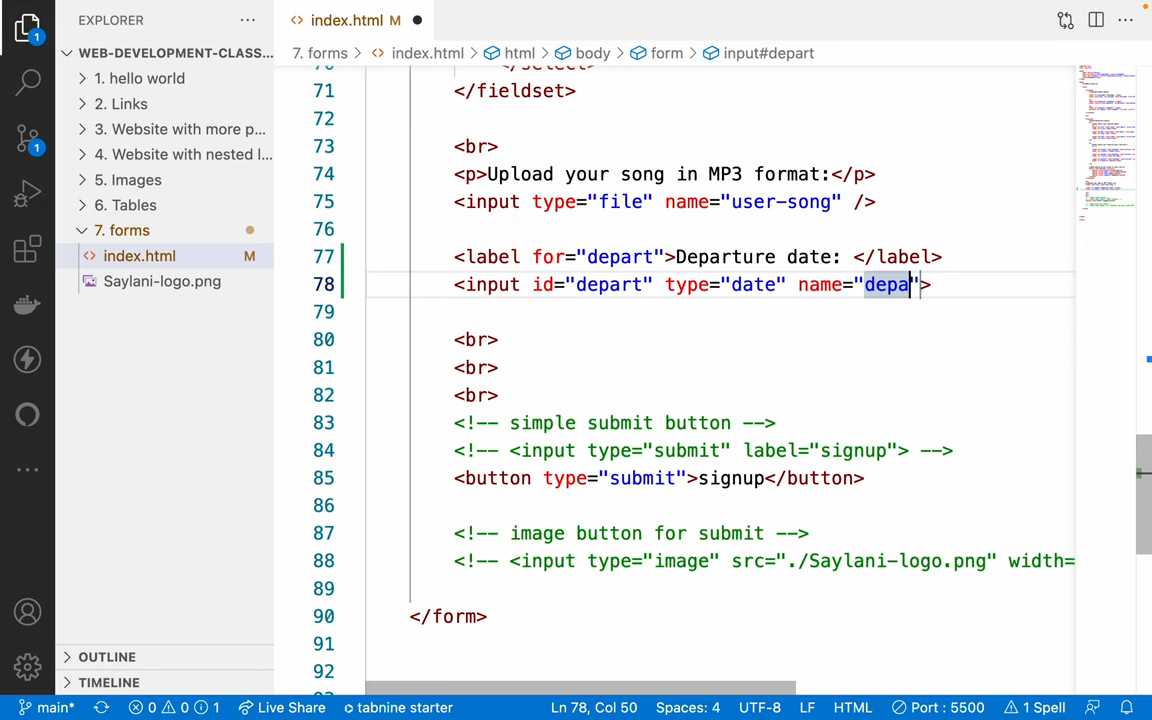 EXPLORER
WEB-DEVELOPMENT-CLASS...
1. hello world
2. Links
3. Website with more p...
4. Website with nested l...
5. Images
6. Tables
7. forms
<> index.html M
Saylani-logo.png
OUTLINE
TIMELINE
<> index.html M
7. forms > <> index.html > html > body > form > input#depart
71 </fieldset>
72
73 <br>
74 <p>Upload your song in MP3 format:</p>
75 <input type="file" name="user-song" />
76
77 <label for="depart">Departure date: </label>
78 <input id="depart" type="date" name="depa">
79
80 <br>
81 <br>
82 <br>
83 <!-- simple submit button -->
84 <!-- <input type="submit" label="signup"> -->
85 <button type="submit">signup</button>
86
87 <!-- image button for submit -->
88 <!-- <input type="image" src="./Saylani-logo.png" width=
89
90 </form>
91
92
main* 0 0 1 Live Share tabnine starter Ln 78, Col 50 Spaces: 4 UTF-8 LF HTML Port : 5500 1 Spell